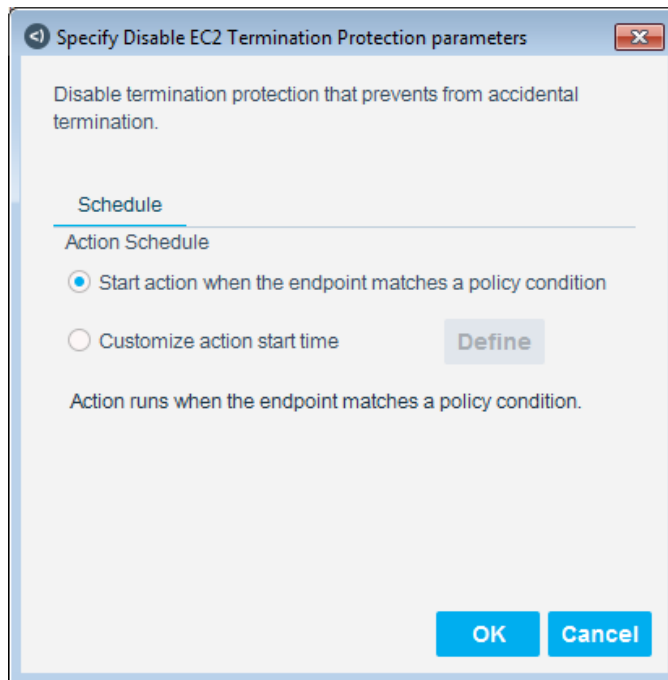 Specify Disable EC2 Termination Protection parameters
Disable termination protection that prevents from accidental
termination.
Schedule
Action Schedule
Start action when the endpoint matches a policy condition
Customize action start time
Define
Action runs when the endpoint matches a policy condition.
OK
Cancel